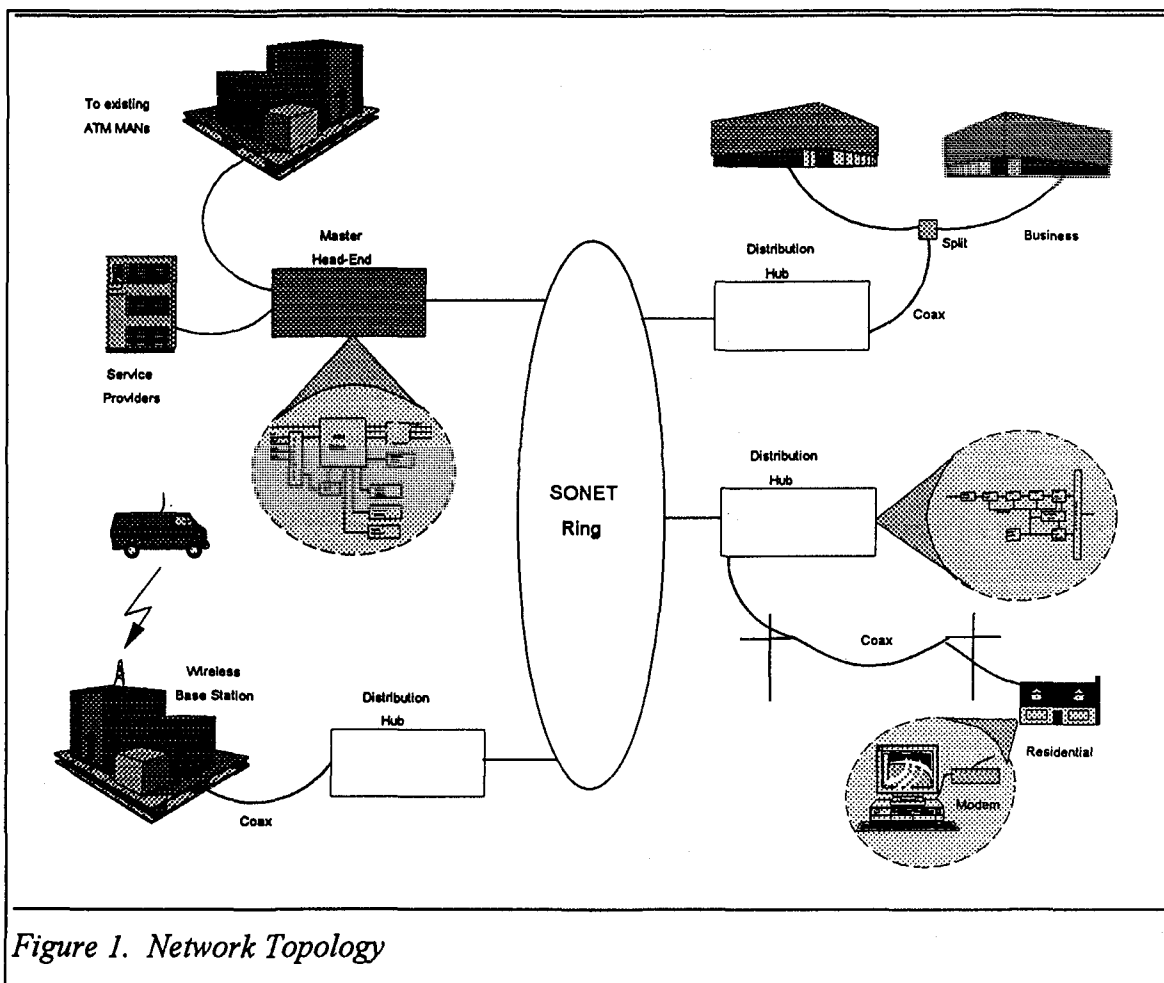 To existing
ATM MANs
Master
Head-End
Service
Providers
Distribution
Hub
Split
Business
Coax
SONET
Ring
Distribution
Hub
Coax
Residential
Modem
Wireless
Base Station
Distribution
Hub
Coax
Figure 1. Network Topology